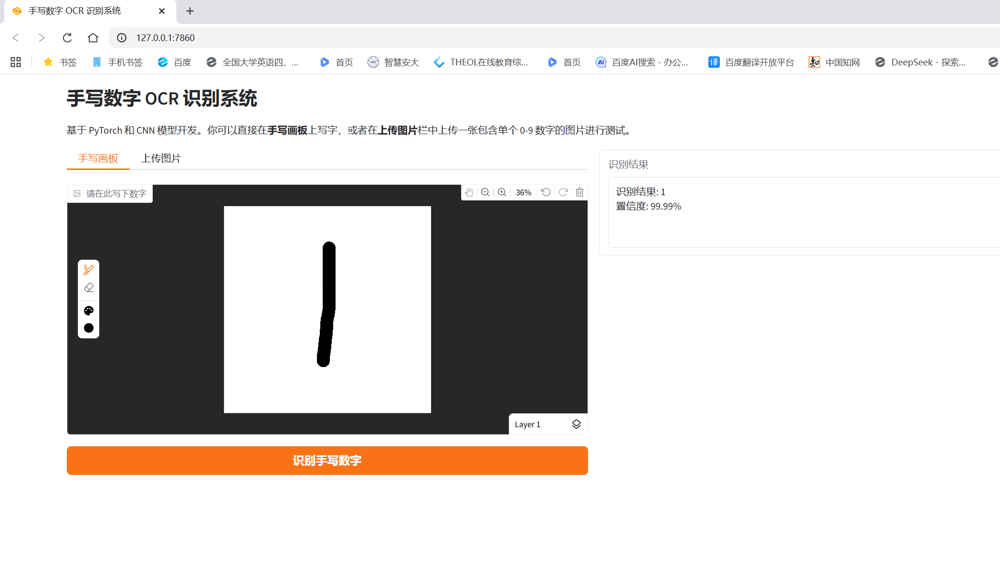 手写数字 OCR 识别系统
127.0.0.1:7860
书签 手机书签 百度 全国大学英语四、... 首页 智慧安大 THEOL在线教育综... 首页 百度AI搜索 - 办公... 百度翻译开放平台 中国知网 DeepSeek - 探索...
手写数字 OCR 识别系统
基于 PyTorch 和 CNN 模型开发。你可以直接在手写画板上写字，或者在上传图片栏中上传一张包含单个 0-9 数字的图片进行测试。
手写画板 上传图片
请在此写下数字
36%
1
Layer 1
识别手写数字
识别结果
识别结果: 1
置信度: 99.99%